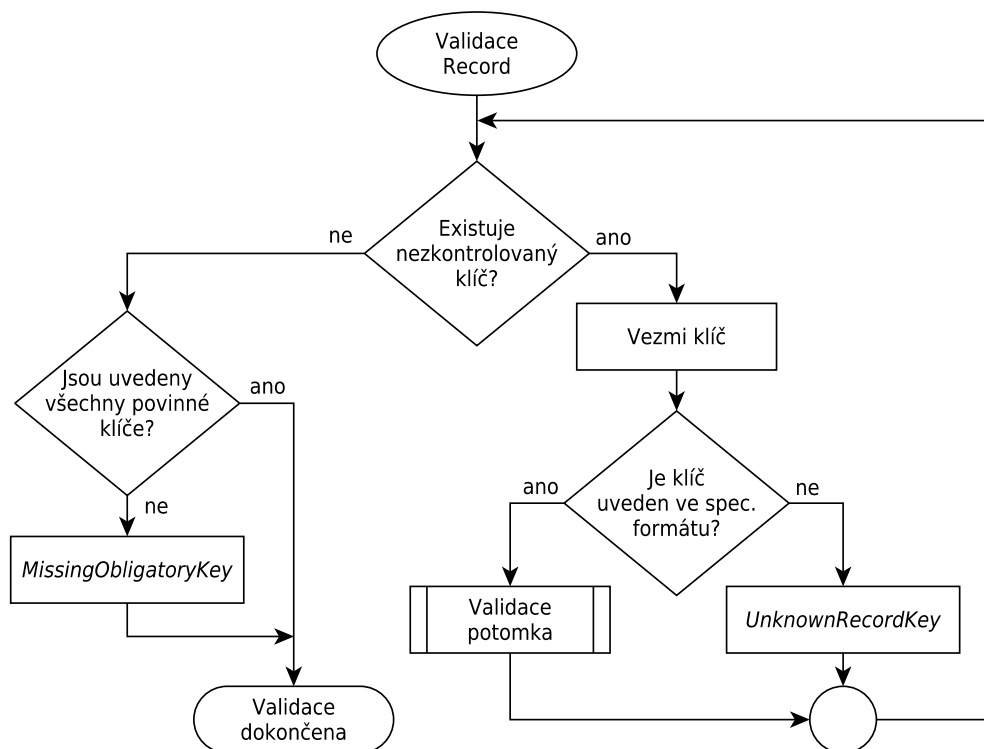 Validace
Record
Existuje
nezkontrolovaný
klíč?
ne
ano
Vezmi klíč
Jsou uvedeny
všechny povinné
klíče?
ano
ne
Je klíč
uveden ve spec.
formátu?
ano
ne
MissingObligatoryKey
Validace
potomka
UnknownRecordKey
Validace
dokončena